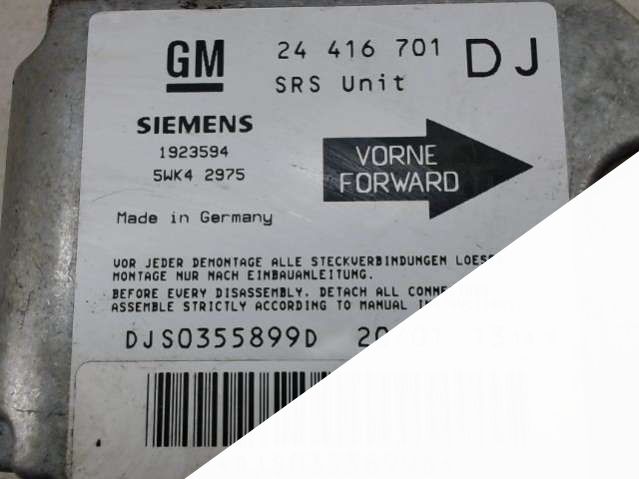 GM 24 416 701 DJ
SRS Unit
SIEMENS
1923594
5WK4 2975
VORNE
FORWARD
Made in Germany
VOR JEDER DEMONTAGE ALLE STECKVERBINDUNGEN
MONTAGE NUR NACH EINBAUANLEITUNG.
BEFORE EVERY DISASSEMBLY, DETACH ALL
ASSEMBLE STRICTLY ACCORDING TO MANUAL
DJS0355899D